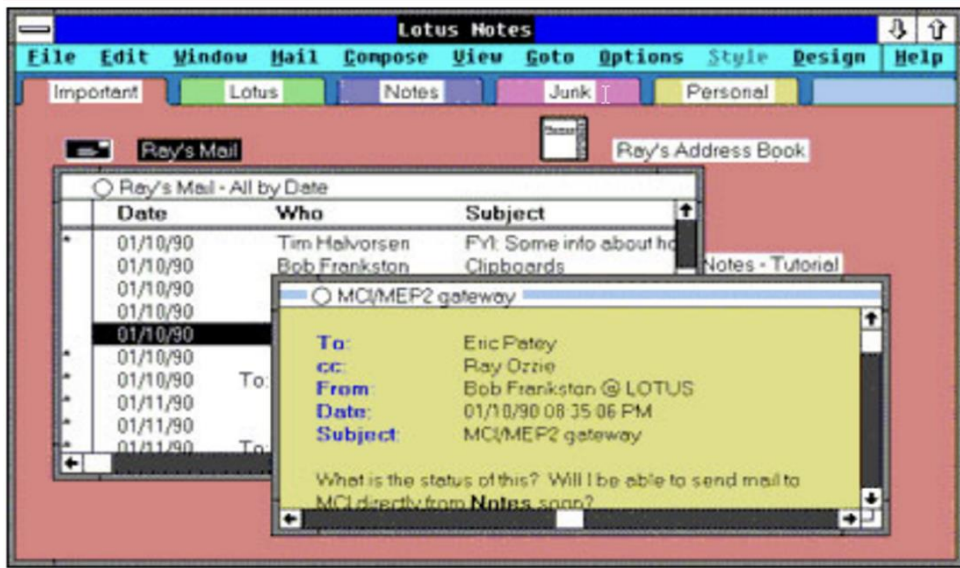 Lotus Notes
File Edit Window Mail Compose View Goto Options Style Design Help
Important Lotus Notes Junk Personal
Ray's Mail Ray's Address Book
Ray's Mail - All by Date
Date Who Subject
* 01/10/90 Tim Halvorsen FYI: Some info about ho
01/10/90 Bob Frankston Clipboards
Notes - Tutorial
01/10/90
01/10/90
01/10/90
* 01/10/90
* 01/10/90 To:
* 01/11/90
* 01/11/90
* 01/11/90 To:
MCI/MEP2 gateway
To: Eric Patey
cc: Ray Ozzie
From: Bob Frankston @ LOTUS
Date: 01/10/90 08:35:06 PM
Subject: MCI/MEP2 gateway
What is the status of this? Will I be able to send mail to
MCI directly from Notes soon?